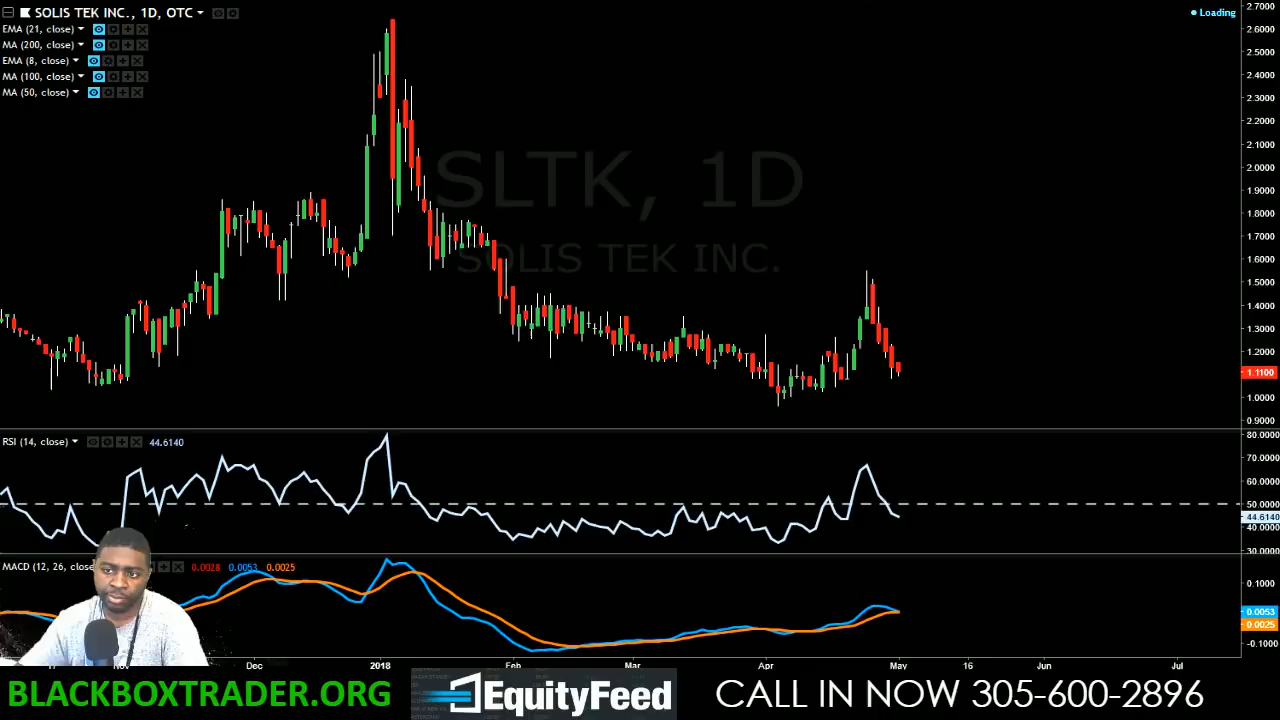 SOLIS TEK INC., 1D, OTC
Loading
EMA (21, close)
MA (200, close)
EMA (8, close)
MA (100, close)
MA (50, close)
SLTK, 1D
SOLIS TEK INC.
2.7000
2.6000
2.5000
2.4000
2.3000
2.2000
2.1000
2.0000
1.9000
1.8000
1.7000
1.6000
1.5000
1.4000
1.3000
1.2000
1.1100
1.0000
0.9000
RSI (14, close) 44.6140
80.0000
70.0000
60.0000
50.0000
44.6140
40.0000
30.0000
MACD (12, 26, close 0.0028 0.0053 0.0025
0.1000
0.0053
0.0025
-0.1000
Nov Dec 2018 Feb Mar Apr May 16 Jun Jul
BLACKBOXTRADER.ORG EquityFeed CALL IN NOW 305-600-2896